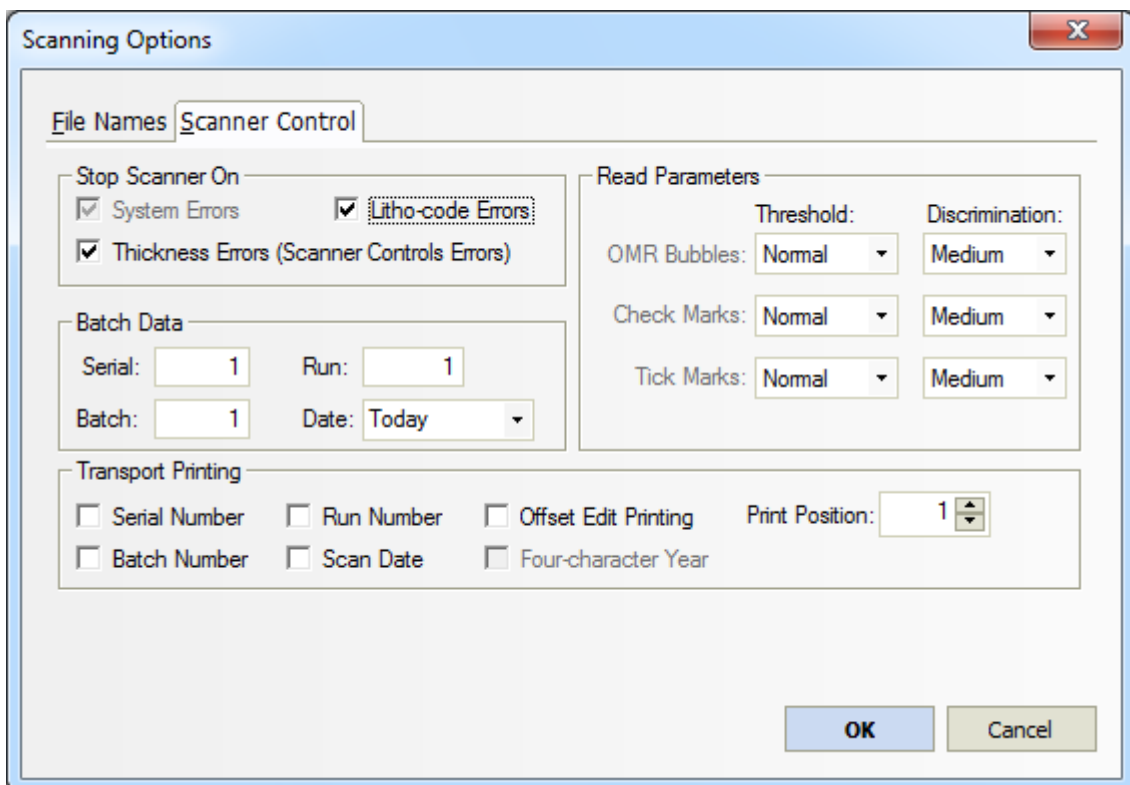 Scanning Options
File Names Scanner Control
Stop Scanner On
System Errors Litho-code Errors
Thickness Errors (Scanner Controls Errors)
Read Parameters
Threshold: Discrimination:
OMR Bubbles: Normal Medium
Check Marks: Normal Medium
Tick Marks: Normal Medium
Batch Data
Serial: 1 Run: 1
Batch: 1 Date: Today
Transport Printing
Serial Number Run Number Offset Edit Printing Print Position: 1
Batch Number Scan Date Four-character Year
OK Cancel